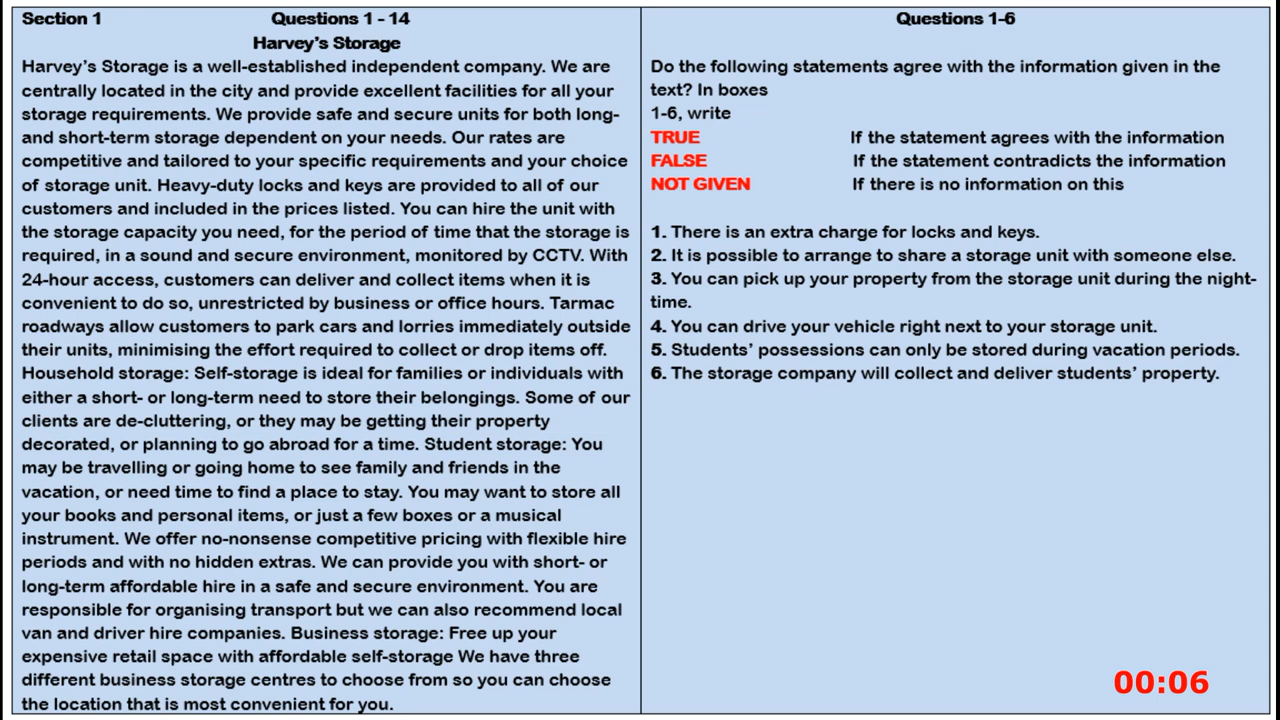 Section 1 Questions 1 - 14
Harvey's Storage
Harvey's Storage is a well-established independent company. We are
centrally located in the city and provide excellent facilities for all your
storage requirements. We provide safe and secure units for both long-
and short-term storage dependent on your needs. Our rates are
competitive and tailored to your specific requirements and your choice
of storage unit. Heavy-duty locks and keys are provided to all of our
customers and included in the prices listed. You can hire the unit with
the storage capacity you need, for the period of time that the storage is
required, in a sound and secure environment, monitored by CCTV. With
24-hour access, customers can deliver and collect items when it is
convenient to do so, unrestricted by business or office hours. Tarmac
roadways allow customers to park cars and lorries immediately outside
their units, minimising the effort required to collect or drop items off.
Household storage: Self-storage is ideal for families or individuals with
either a short- or long-term need to store their belongings. Some of our
clients are de-cluttering, or they may be getting their property
decorated, or planning to go abroad for a time. Student storage: You
may be travelling or going home to see family and friends in the
vacation, or need time to find a place to stay. You may want to store all
your books and personal items, or just a few boxes or a musical
instrument. We offer no-nonsense competitive pricing with flexible hire
periods and with no hidden extras. We can provide you with short- or
long-term affordable hire in a safe and secure environment. You are
responsible for organising transport but we can also recommend local
van and driver hire companies. Business storage: Free up your
expensive retail space with affordable self-storage We have three
different business storage centres to choose from so you can choose
the location that is most convenient for you.
Questions 1-6
Do the following statements agree with the information given in the
text? In boxes
1-6, write
TRUE If the statement agrees with the information
FALSE If the statement contradicts the information
NOT GIVEN If there is no information on this
1. There is an extra charge for locks and keys.
2. It is possible to arrange to share a storage unit with someone else.
3. You can pick up your property from the storage unit during the night-
time.
4. You can drive your vehicle right next to your storage unit.
5. Students' possessions can only be stored during vacation periods.
6. The storage company will collect and deliver students' property.
00:06